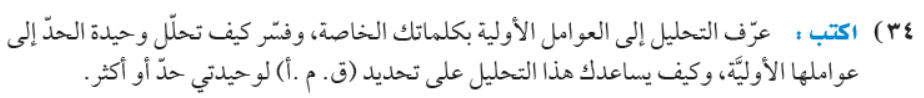 ٣٤) اكتب : عرّف التحليل إلى العوامل الأولية بكلماتك الخاصة، وفسّر كيف تحلّل وحيدة الحدّ إلى
عواملها الأوليَّة، وكيف يساعدك هذا التحليل على تحديد (ق. م .أ) لوحيدتي حدّ أو أكثر.